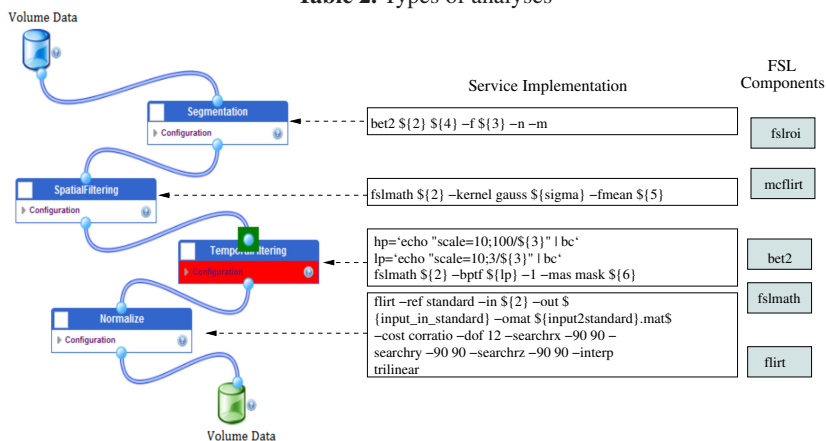 Table 2. Types of analyses
Volume Data
Segmentation
Configuration
SpatialFiltering
Configuration
TemporalFiltering
Configuration
Normalize
Configuration
Volume Data
Service Implementation
bet2 ${2} ${4} −f ${3} −n −m
fslmath ${2} −kernel gauss ${sigma} −fmean ${5}
hp=‘echo "scale=10;100/${3}" | bc‘
lp=‘echo "scale=10;3/${3}" | bc‘
fslmath ${2} −bptf ${lp} −1 −mas mask ${6}
flirt −ref standard −in ${2} −out $
{input_in_standard} −omat ${input2standard}.mat$
−cost corratio −dof 12 −searchrx −90 90 −
searchry −90 90 −searchrz −90 90 −interp
trilinear
FSL
Components
fslroi
mcflirt
bet2
fslmath
flirt